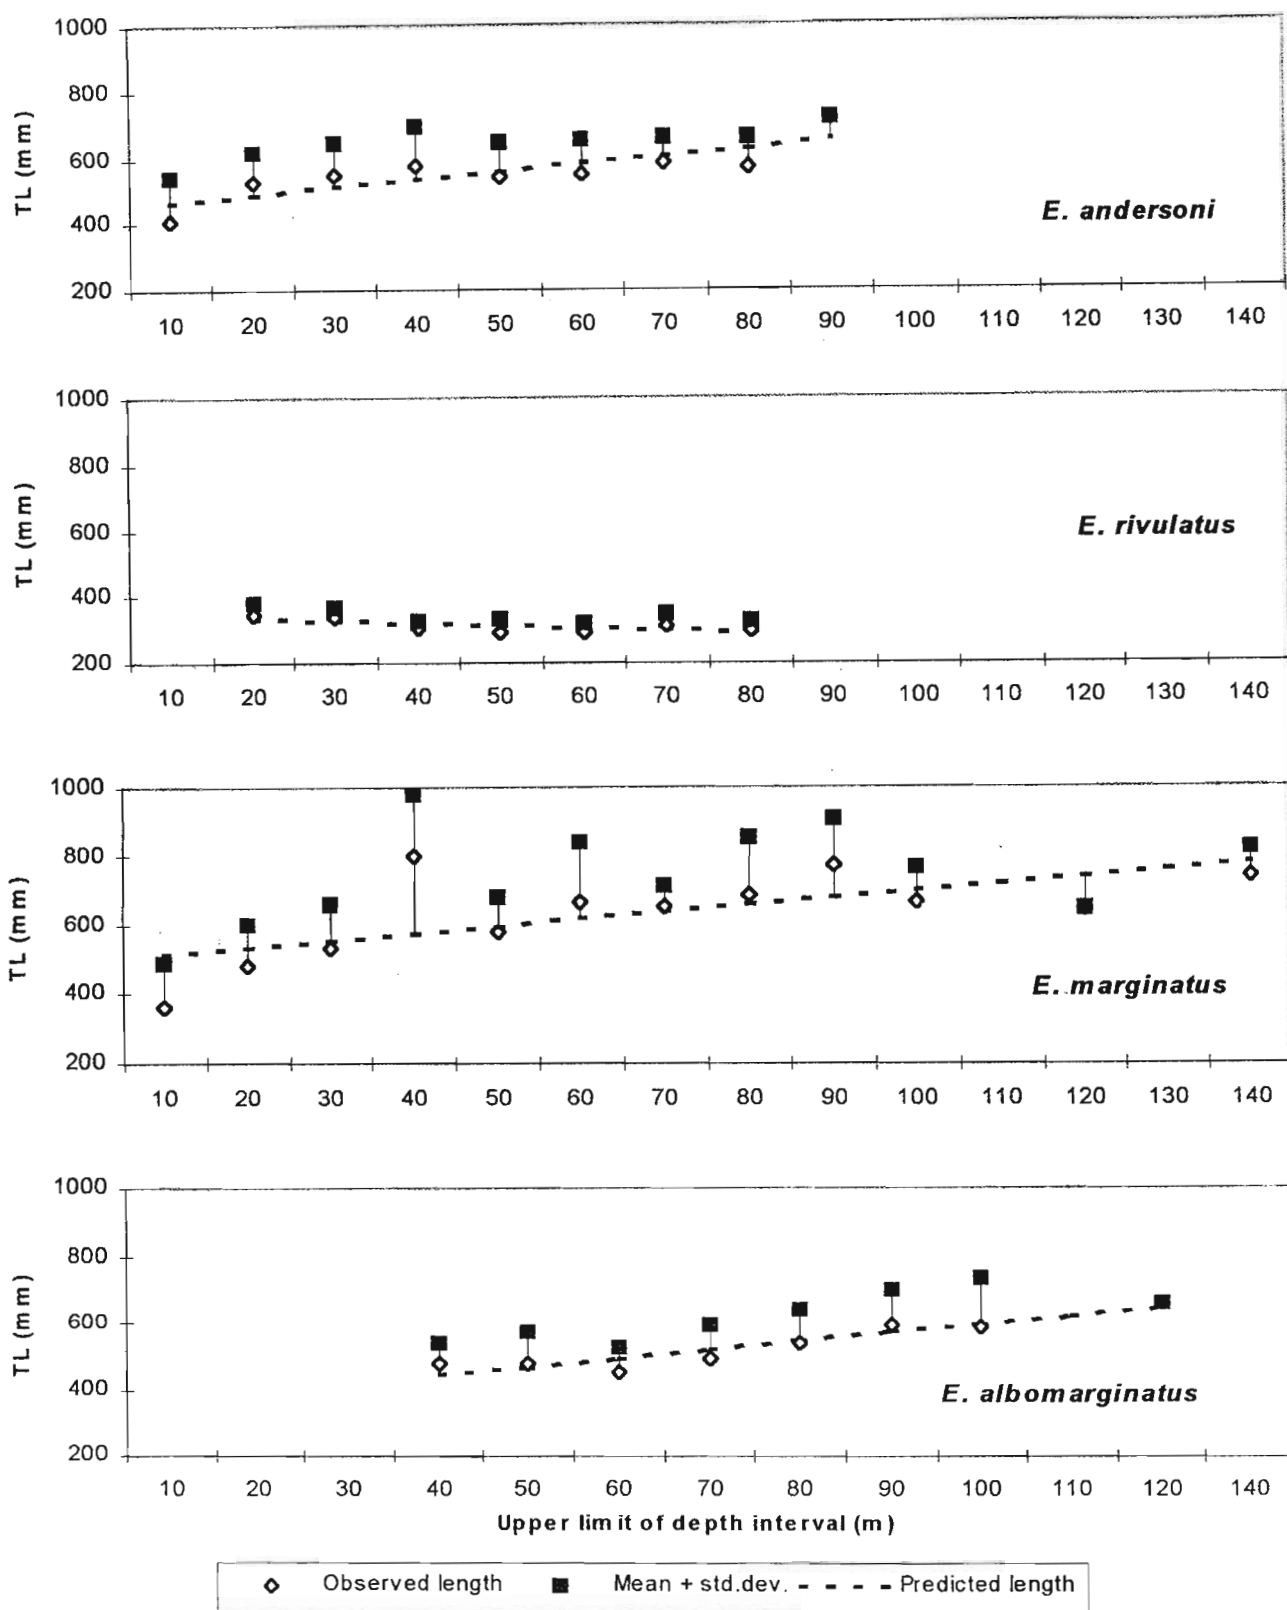 1000
800
600
400
200
TL (mm)
E. andersoni
10 20 30 40 50 60 70 80 90 100 110 120 130 140
1000
800
600
400
200
TL (mm)
E. rivulatus
10 20 30 40 50 60 70 80 90 100 110 120 130 140
1000
800
600
400
200
TL (mm)
E. marginatus
10 20 30 40 50 60 70 80 90 100 110 120 130 140
1000
800
600
400
200
TL (mm)
E. albomarginatus
10 20 30 40 50 60 70 80 90 100 110 120 140
Upper limit of depth interval (m)
Observed length Mean + std.dev. Predicted length